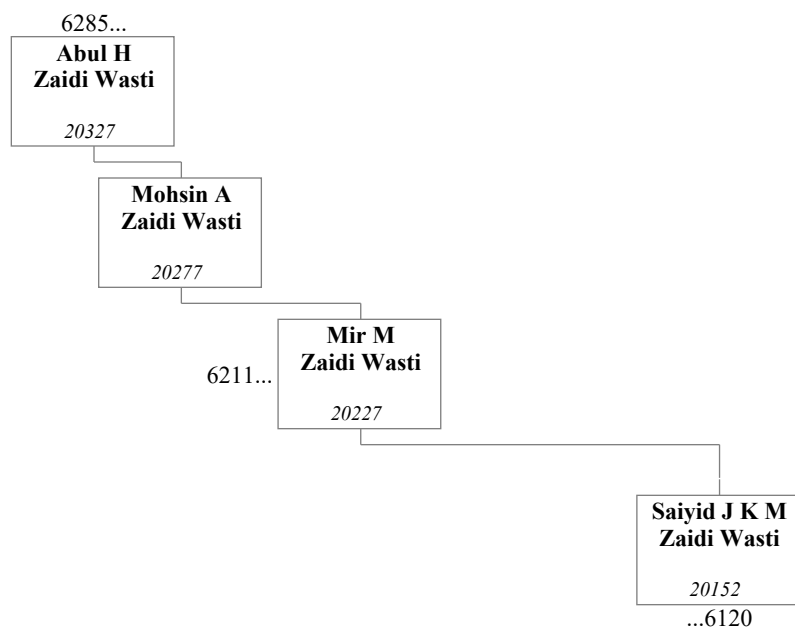 6285...
Abul H
Zaidi Wasti
20327
Mohsin A
Zaidi Wasti
20277
Mir M
Zaidi Wasti
6211...
20227
Saiyid J K M
Zaidi Wasti
20152
...6120